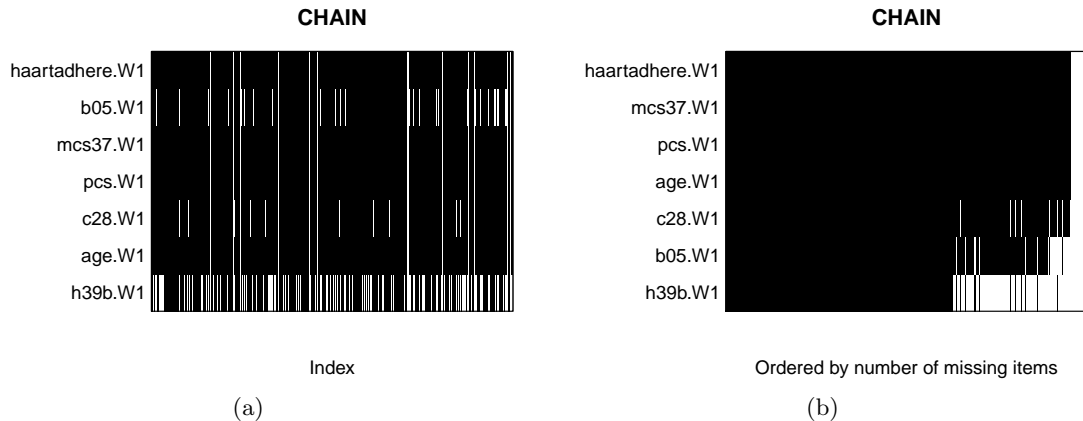 CHAIN
haartadhere.W1
b05.W1
mcs37.W1
pcs.W1
c28.W1
age.W1
h39b.W1
Index
(a)
CHAIN
haartadhere.W1
mcs37.W1
pcs.W1
age.W1
c28.W1
b05.W1
h39b.W1
Ordered by number of missing items
(b)